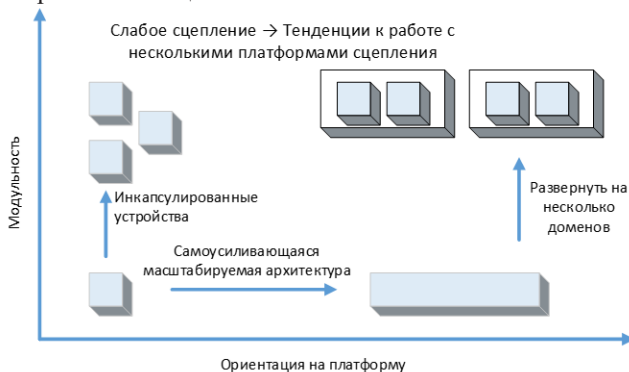 Слабое сцепление → Тенденции к работе с
несколькими платформами сцепления
Модульность
Инкапсулированные
устройства
Развернуть на
несколько
доменов
Самоусиливающаяся
масштабируемая архитектура
Ориентация на платформу